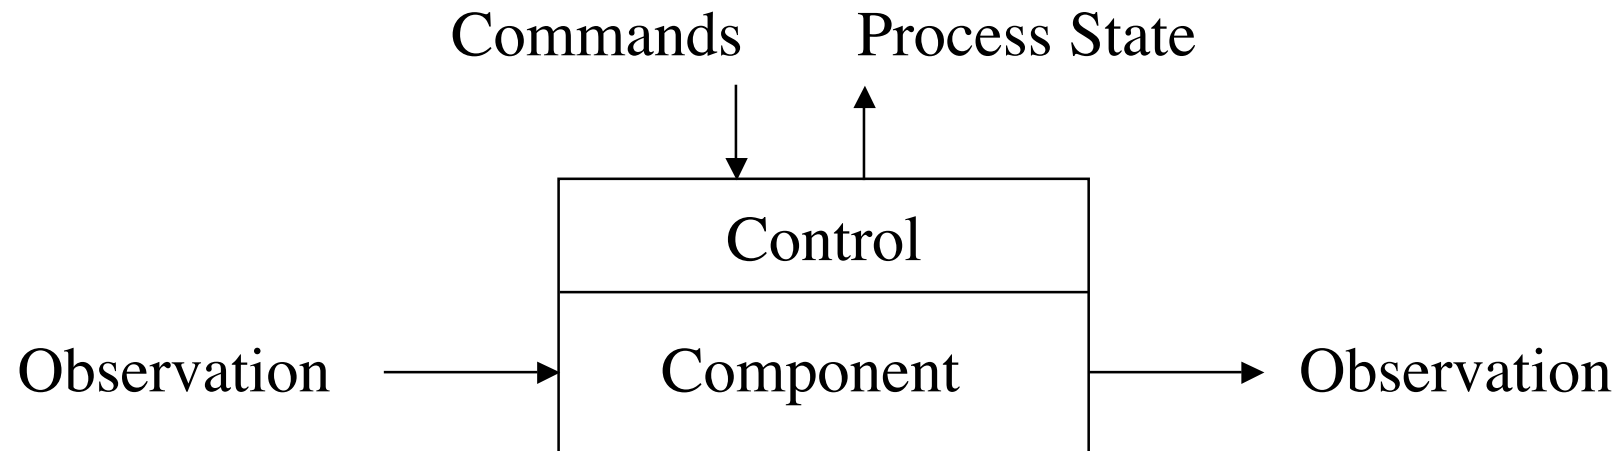 Commands Process State
Control
Observation Component Observation